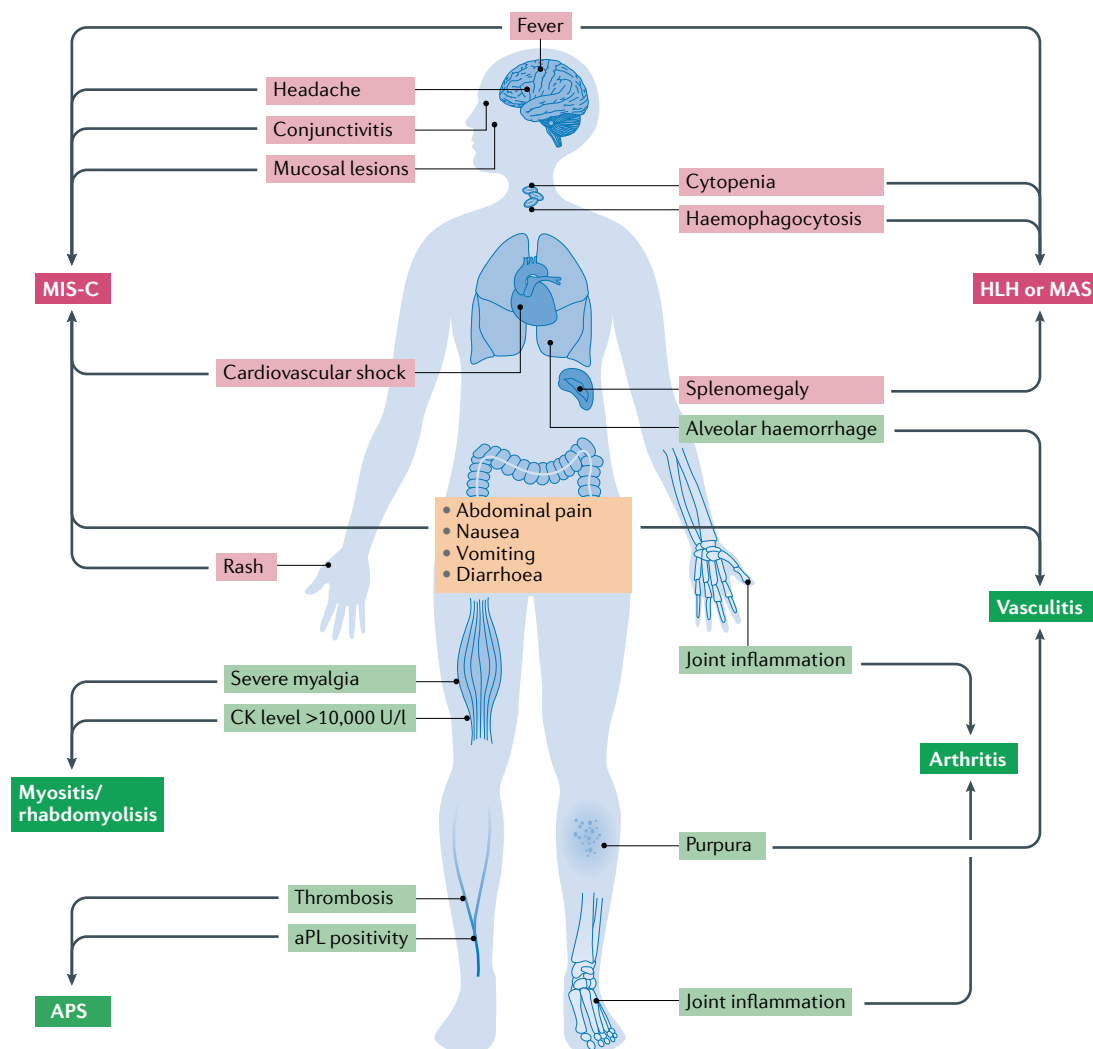 Fever
Headache
Conjunctivitis
Mucosal lesions
Cytopenia
Haemophagocytosis
MIS-C
HLH or MAS
Cardiovascular shock
Splenomegaly
Alveolar haemorrhage
• Abdominal pain
• Nausea
• Vomiting
• Diarrhoea
Rash
Vasculitis
Joint inflammation
Severe myalgia
CK level >10,000 U/l
Arthritis
Myositis/
rhabdomyolisis
Purpura
Thrombosis
aPL positivity
Joint inflammation
APS